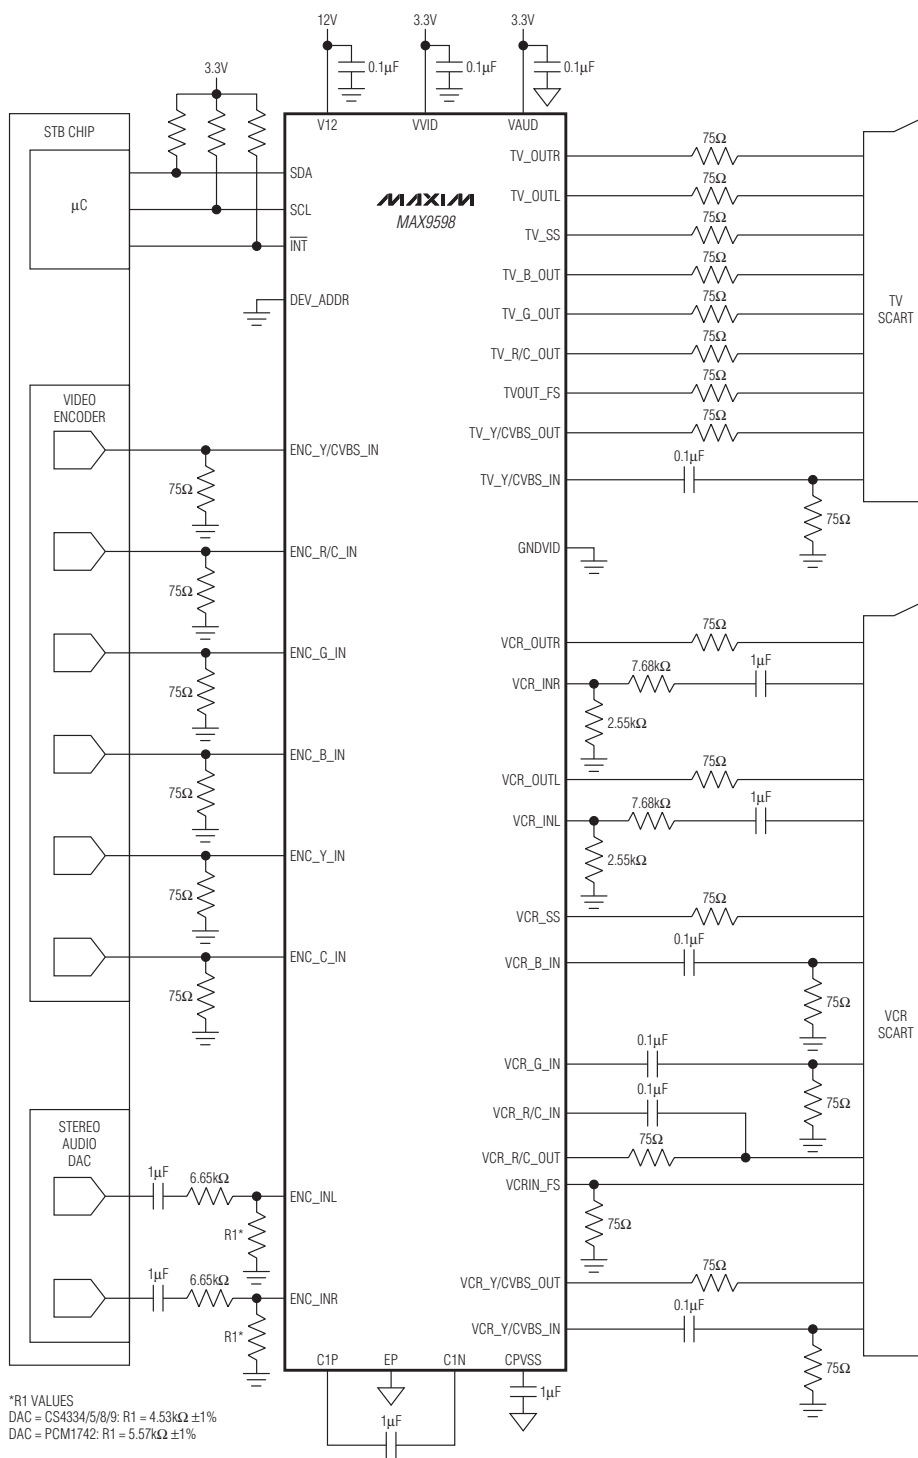 12V
3.3V
3.3V
0.1µF
0.1µF
0.1µF
3.3V
STB CHIP
µC
V12
VVID
VAUD
SDA
SCL
INT
DEV_ADDR
MAXIM
MAX9598
TV_OUTR
75Ω
TV_OUTL
75Ω
TV_SS
75Ω
TV_B_OUT
75Ω
TV_G_OUT
75Ω
TV_R/C_OUT
75Ω
TVOUT_FS
75Ω
TV_Y/CVBS_OUT
75Ω
TV_Y/CVBS_IN
0.1µF
75Ω
TV
SCART
GNDVID
VIDEO
ENCODER
ENC_Y/CVBS_IN
75Ω
ENC_R/C_IN
75Ω
ENC_G_IN
75Ω
ENC_B_IN
75Ω
ENC_Y_IN
75Ω
ENC_C_IN
75Ω
VCR_OUTR
75Ω
VCR_INR
7.68kΩ
1µF
2.55kΩ
VCR_OUTL
75Ω
VCR_INL
7.68kΩ
1µF
2.55kΩ
VCR_SS
75Ω
VCR_B_IN
0.1µF
75Ω
VCR_G_IN
0.1µF
75Ω
VCR_R/C_IN
0.1µF
VCR_R/C_OUT
75Ω
VCRIN_FS
75Ω
VCR_Y/CVBS_OUT
75Ω
VCR_Y/CVBS_IN
0.1µF
75Ω
VCR
SCART
STEREO
AUDIO
DAC
1µF
6.65kΩ
ENC_INL
R1*
1µF
6.65kΩ
ENC_INR
R1*
C1P
EP
C1N
CPVSS
1µF
1µF
*R1 VALUES
DAC = CS4334/5/8/9: R1 = 4.53kΩ ±1%
DAC = PCM1742: R1 = 5.57kΩ ±1%